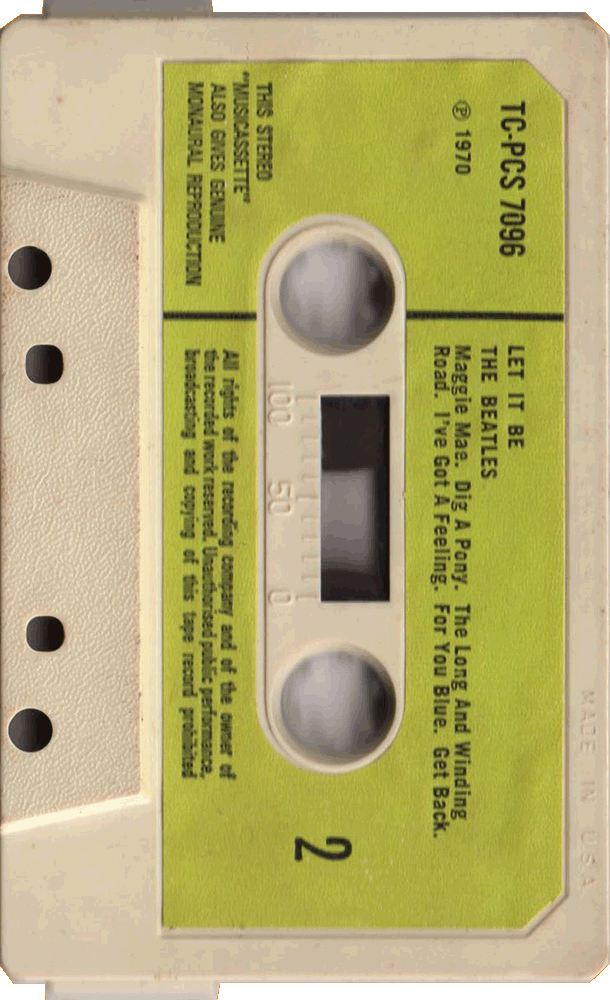 TC-PCS 7096
℗ 1970
LET IT BE
THE BEATLES
Maggie Mae. Dig A Pony. The Long And Winding
Road. I've Got A Feeling. For You Blue. Get Back.
THIS STEREO
"MUSICASSETTE"
ALSO GIVES GENUINE
MONAURAL REPRODUCTION
100 50 0
2
All rights of the recording company and of the owner of
the recorded work reserved. Unauthorised public performance,
broadcasting and copying of this tape record prohibited
MADE IN USA